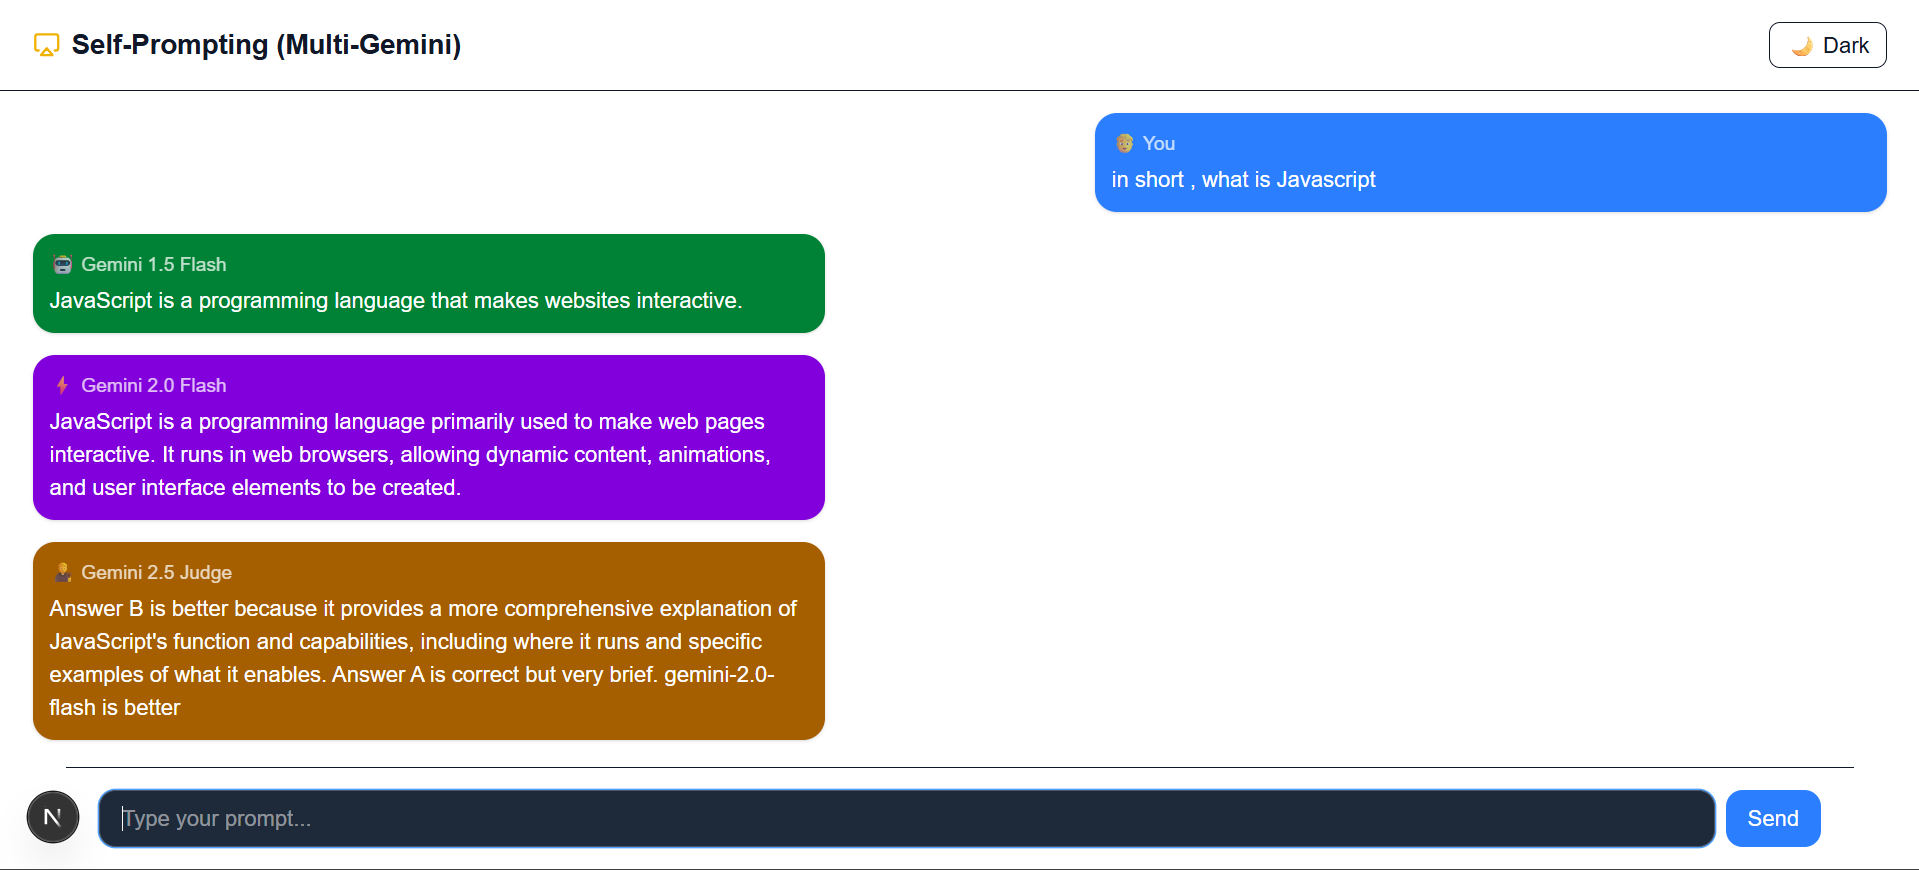 Self-Prompting (Multi-Gemini)
Dark
You
in short , what is Javascript
Gemini 1.5 Flash
JavaScript is a programming language that makes websites interactive.
Gemini 2.0 Flash
JavaScript is a programming language primarily used to make web pages
interactive. It runs in web browsers, allowing dynamic content, animations,
and user interface elements to be created.
Gemini 2.5 Judge
Answer B is better because it provides a more comprehensive explanation of
JavaScript's function and capabilities, including where it runs and specific
examples of what it enables. Answer A is correct but very brief. gemini-2.0-
flash is better
N
Type your prompt...
Send